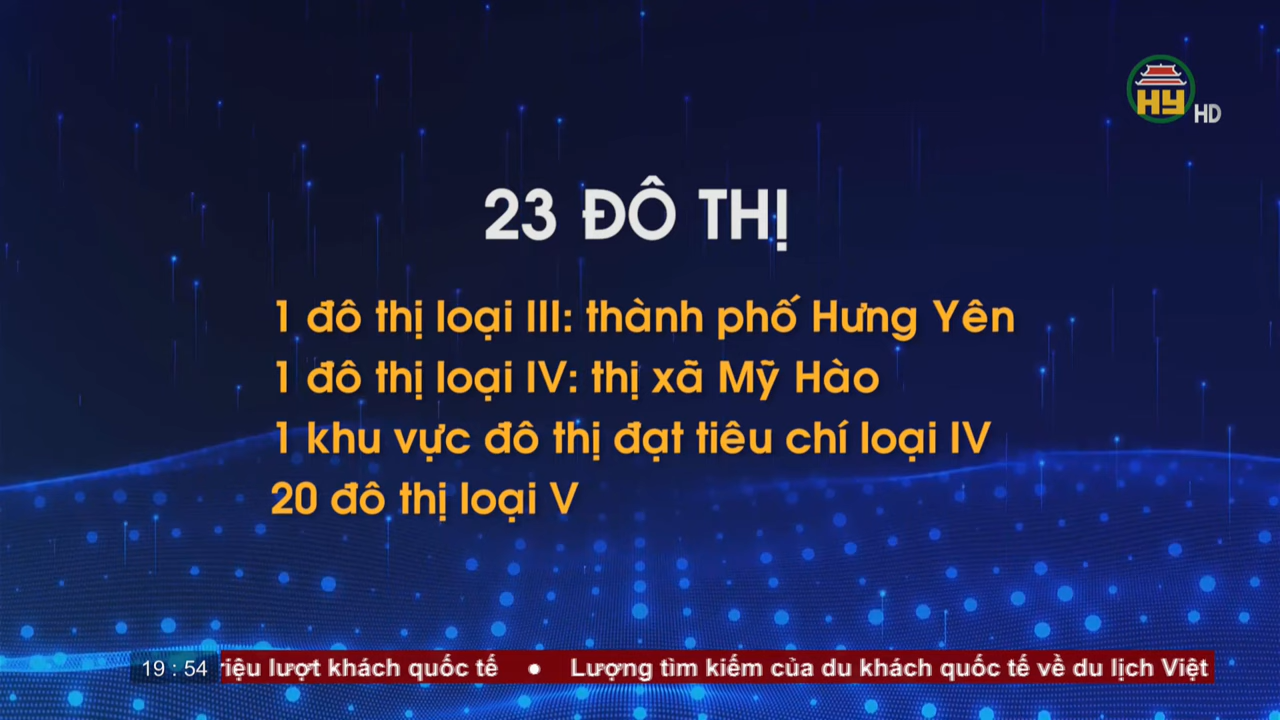 HY HD
23 ĐÔ THỊ
1 đô thị loại III: thành phố Hưng Yên
1 đô thị loại IV: thị xã Mỹ Hào
1 khu vực đô thị đạt tiêu chí loại IV
20 đô thị loại V
19 : 54 riệu lượt khách quốc tế • Lượng tìm kiếm của du khách quốc tế về du lịch Việt